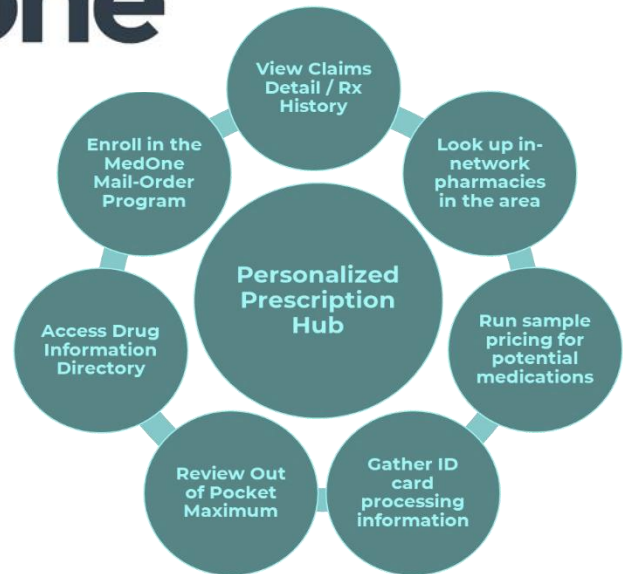 one
View Claims
Detail / Rx
History
Look up in-
network
pharmacies
in the area
Run sample
pricing for
potential
medications
Gather ID
card
processing
information
Review Out
of Pocket
Maximum
Access Drug
Information
Directory
Enroll in the
MedOne
Mail-Order
Program
Personalized
Prescription
Hub